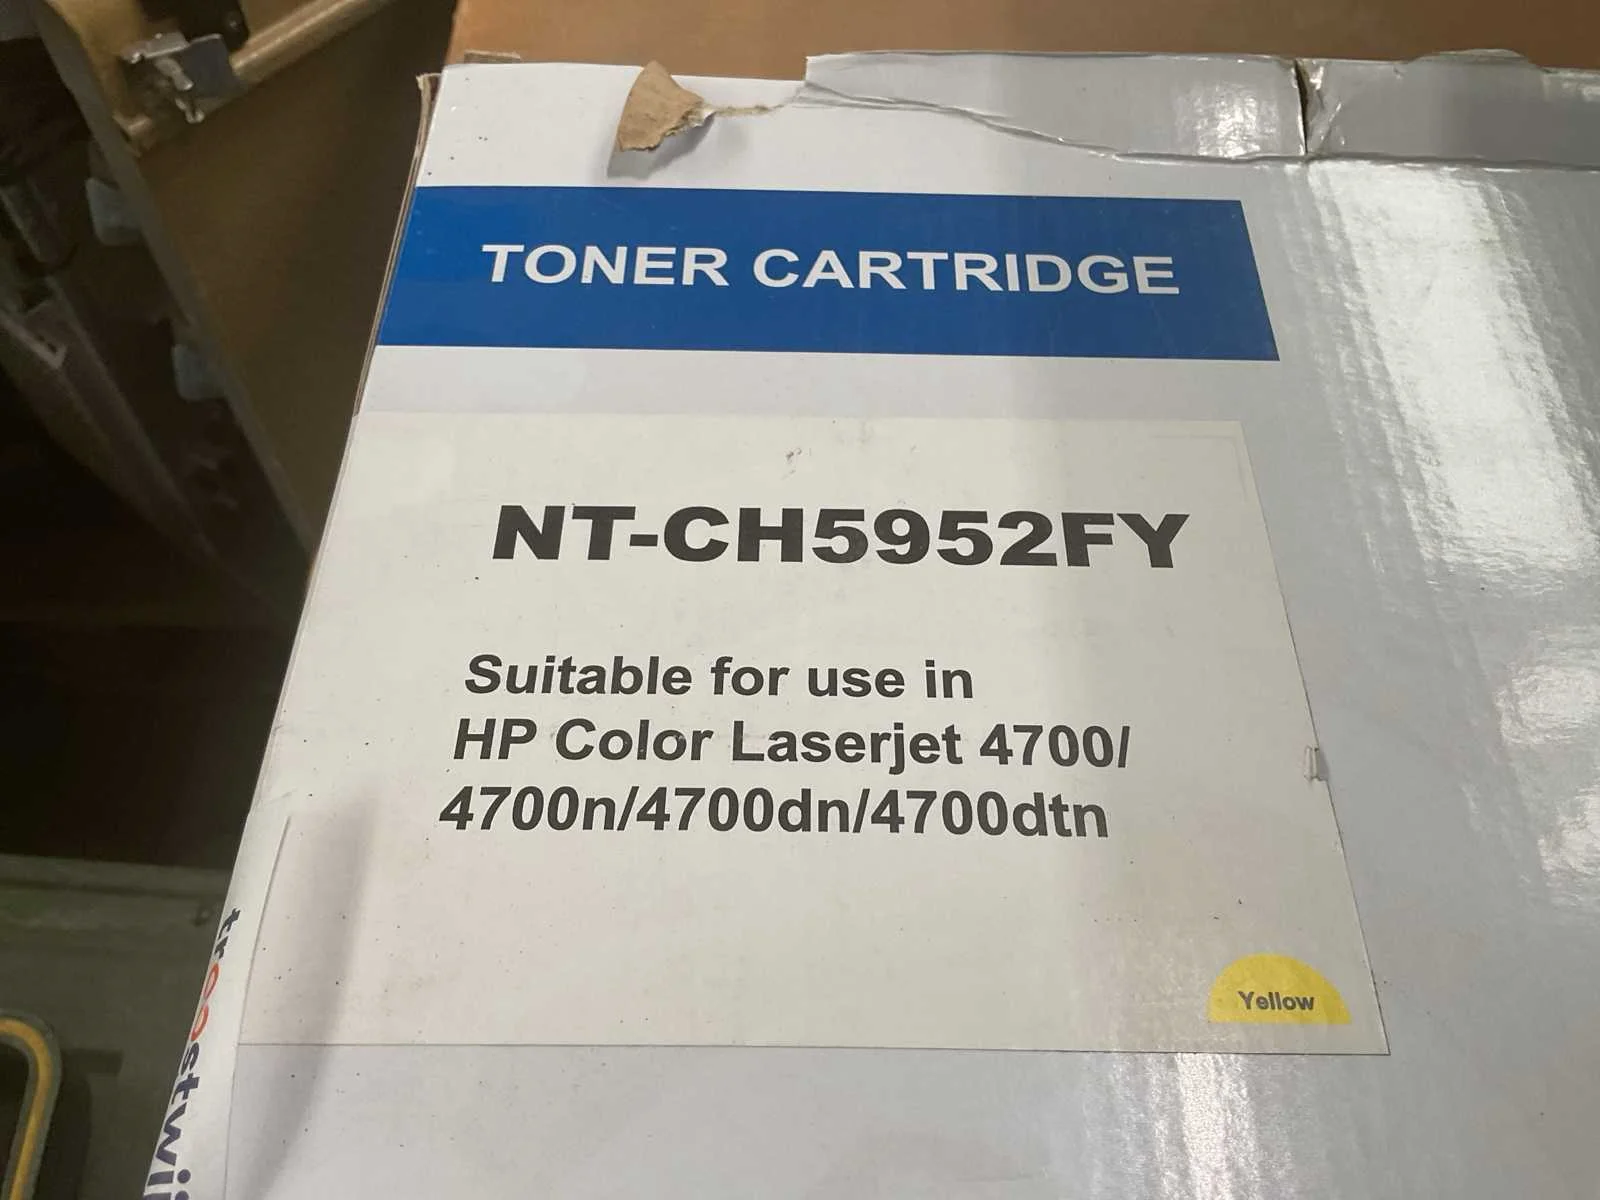 TONER CARTRIDGE
NT-CH5952FY
Suitable for use in
HP Color Laserjet 4700/
4700n/4700dn/4700dtn
Yellow